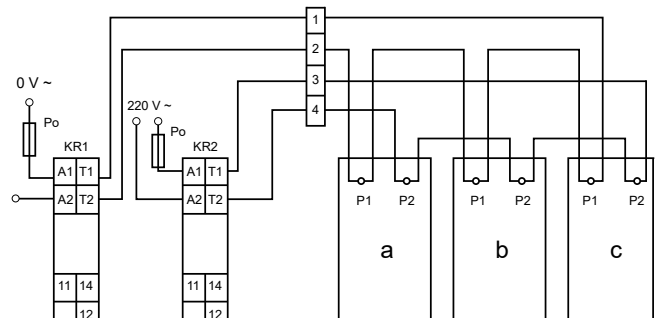 1
2
3
4
0 V ~
Po
220 V ~
Po
KR1
KR2
A1 T1
A2 T2
11 14
12
A1 T1
A2 T2
11 14
12
P1 P2
a
P1 P2
b
P1 P2
c